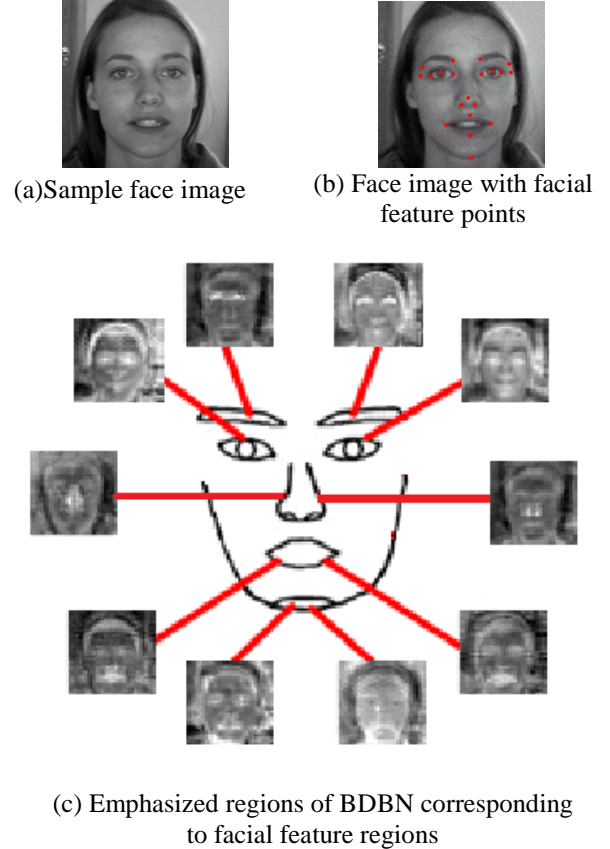 (a)Sample face image
(b) Face image with facial
feature points
(c) Emphasized regions of BDBN corresponding
to facial feature regions